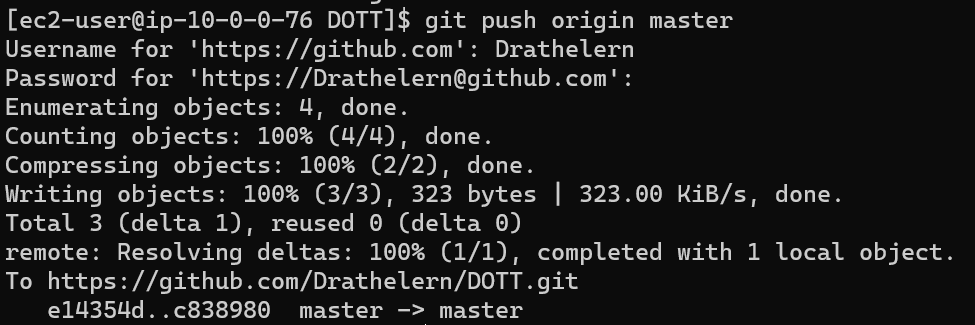 [ec2-user@ip-10-0-0-76 DOTT]$ git push origin master
Username for 'https://github.com': Drathelern
Password for 'https://Drathelern@github.com':
Enumerating objects: 4, done.
Counting objects: 100% (4/4), done.
Compressing objects: 100% (2/2), done.
Writing objects: 100% (3/3), 323 bytes | 323.00 KiB/s, done.
Total 3 (delta 1), reused 0 (delta 0)
remote: Resolving deltas: 100% (1/1), completed with 1 local object.
To https://github.com/Drathelern/DOTT.git
   e14354d..c838980  master -> master